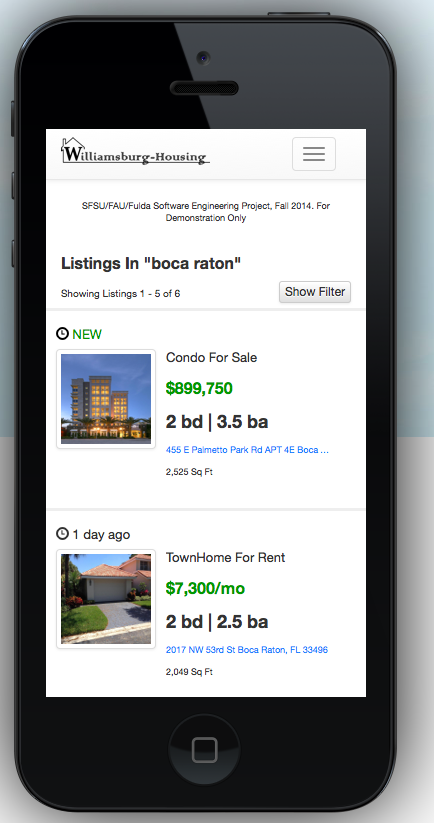 Williamsburg-Housing
SFSU/FAU/Fulda Software Engineering Project, Fall 2014. For
Demonstration Only
Listings In "boca raton"
Showing Listings 1 - 5 of 6
Show Filter
NEW
Condo For Sale
$899,750
2 bd | 3.5 ba
455 E Palmetto Park Rd APT 4E Boca ...
2,525 Sq Ft
1 day ago
TownHome For Rent
$7,300/mo
2 bd | 2.5 ba
2017 NW 53rd St Boca Raton, FL 33496
2,049 Sq Ft